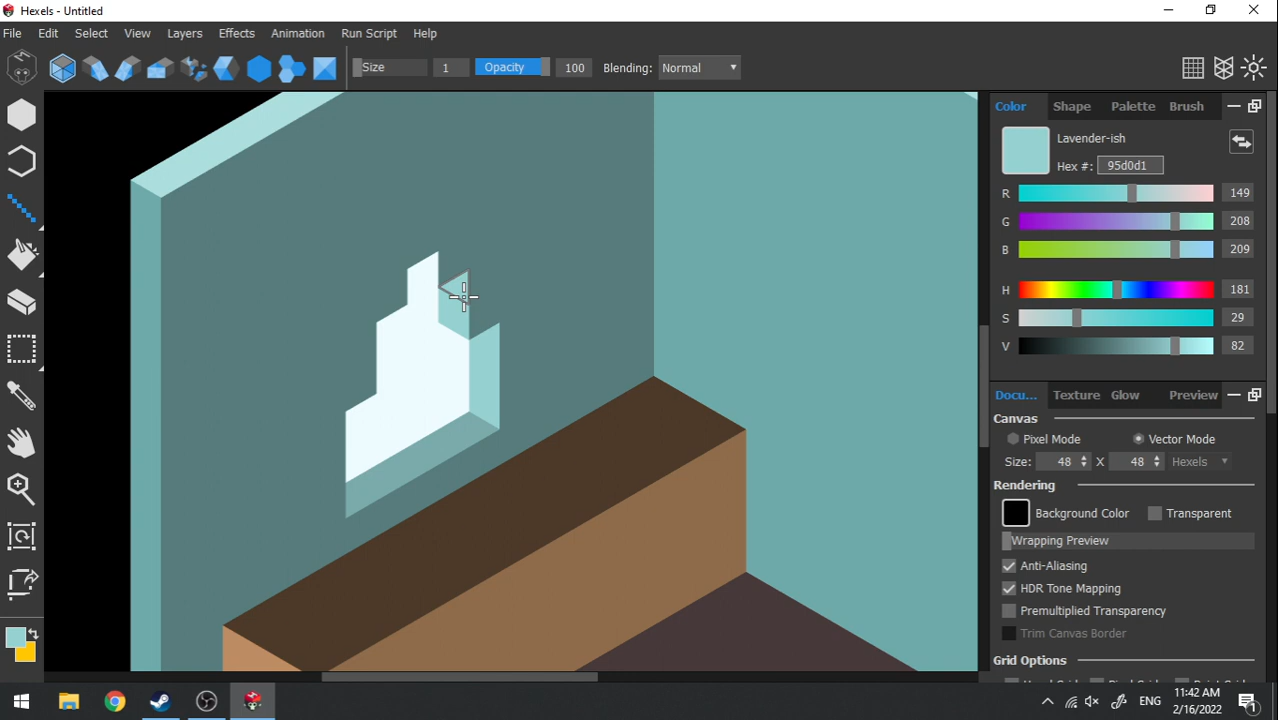 Hexels - Untitled
File Edit Select View Layers Effects Animation Run Script Help
Size 1 Opacity 100 Blending: Normal
Color Shape Palette Brush
Lavender-ish
Hex #: 95d0d1
R 149
G 208
B 209
H 181
S 29
V 82
Docu... Texture Glow Preview
Canvas
Pixel Mode Vector Mode
Size: 48 X 48 Hexels
Rendering
Background Color Transparent
Wrapping Preview
Anti-Aliasing
HDR Tone Mapping
Premultiplied Transparency
Trim Canvas Border
Grid Options
ENG
11:42 AM
2/16/2022
1